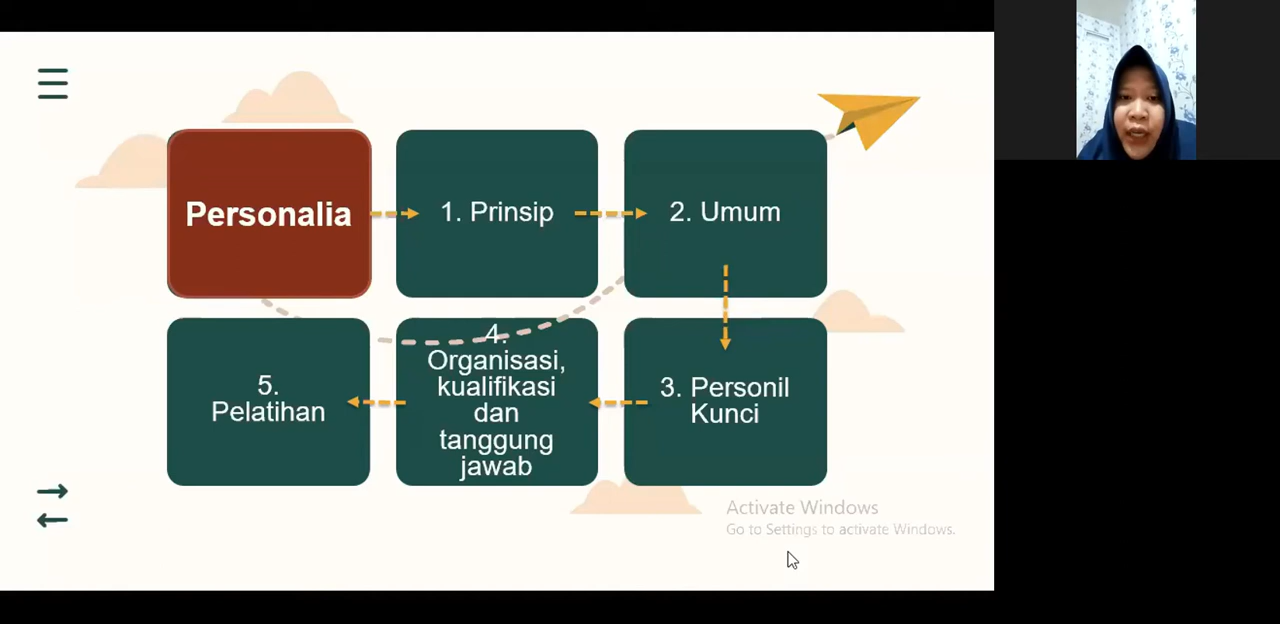 Personalia
1. Prinsip
2. Umum
3. Personil
Kunci
4.
Organisasi,
kualifikasi
dan
tanggung
jawab
5.
Pelatihan
Activate Windows
Go to Settings to activate Windows.